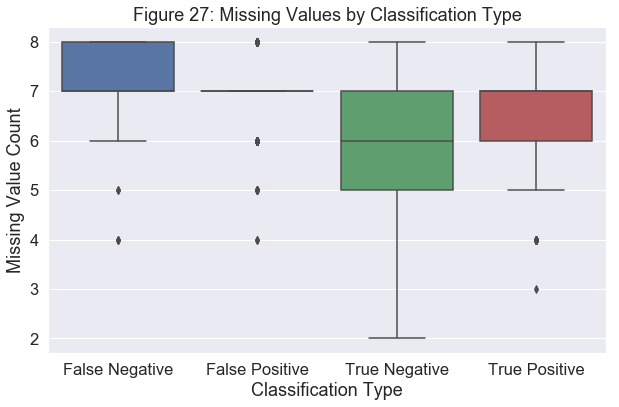 Figure 27: Missing Values by Classification Type
8
7
6
5
4
3
2
Missing Value Count
False Negative False Positive True Negative True Positive
Classification Type